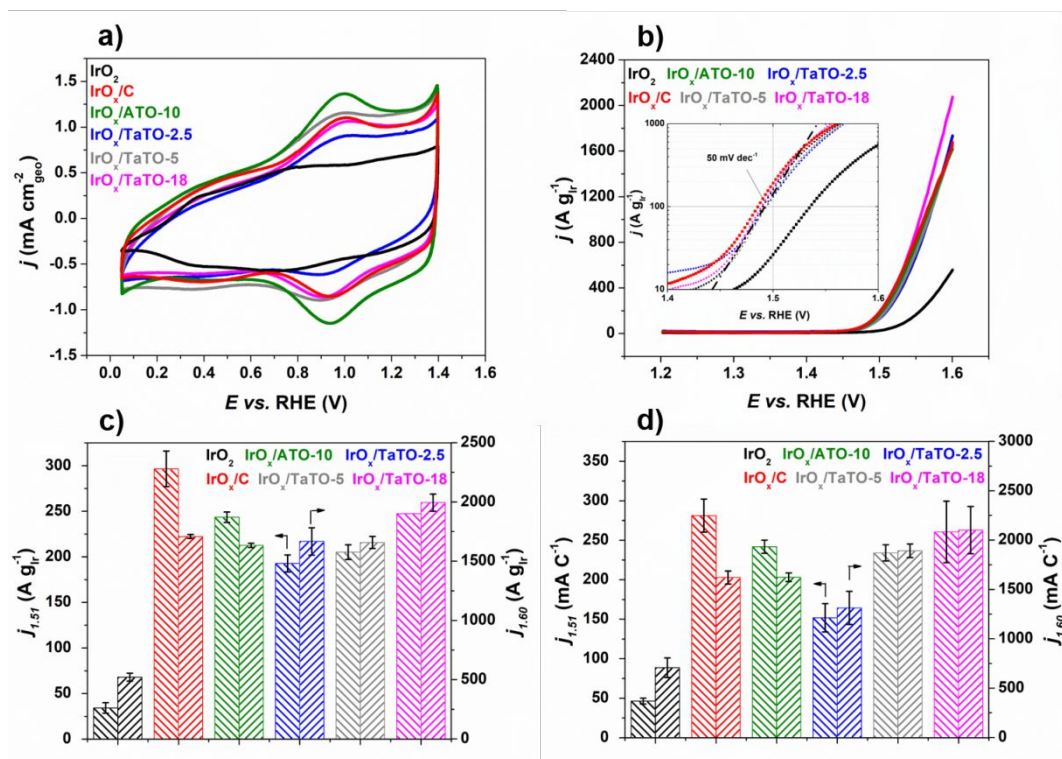 a)
IrO2
IrOx/C
IrOx/ATO-10
IrOx/TaTO-2.5
IrOx/TaTO-5
IrOx/TaTO-18
1.5
1.0
0.5
0.0
-0.5
-1.0
-1.5
j (mA cm-2geo)
0.0 0.2 0.4 0.6 0.8 1.0 1.2 1.4 1.6
E vs. RHE (V)
b)
IrO2 IrOx/ATO-10 IrOx/TaTO-2.5
IrOx/C IrOx/TaTO-5 IrOx/TaTO-18
2400
2000
1600
1200
800
400
0
j (A g-1Ir)
1000
100
10
j (A g-1Ir)
50 mV dec-1
1.4 1.5 1.6
E vs. RHE (V)
1.2 1.3 1.4 1.5 1.6
E vs. RHE (V)
c)
IrO2 IrOx/ATO-10 IrOx/TaTO-2.5
IrOx/C IrOx/TaTO-5 IrOx/TaTO-18
300
250
200
150
100
50
0
j1.51 (A g-1Ir)
2500
2000
1500
1000
500
0
j1.60 (A g-1Ir)
d)
IrO2 IrOx/ATO-10 IrOx/TaTO-2.5
IrOx/C IrOx/TaTO-5 IrOx/TaTO-18
350
300
250
200
150
100
50
0
j1.51 (mA C-1)
3000
2500
2000
1500
1000
500
0
j1.60 (mA C-1)